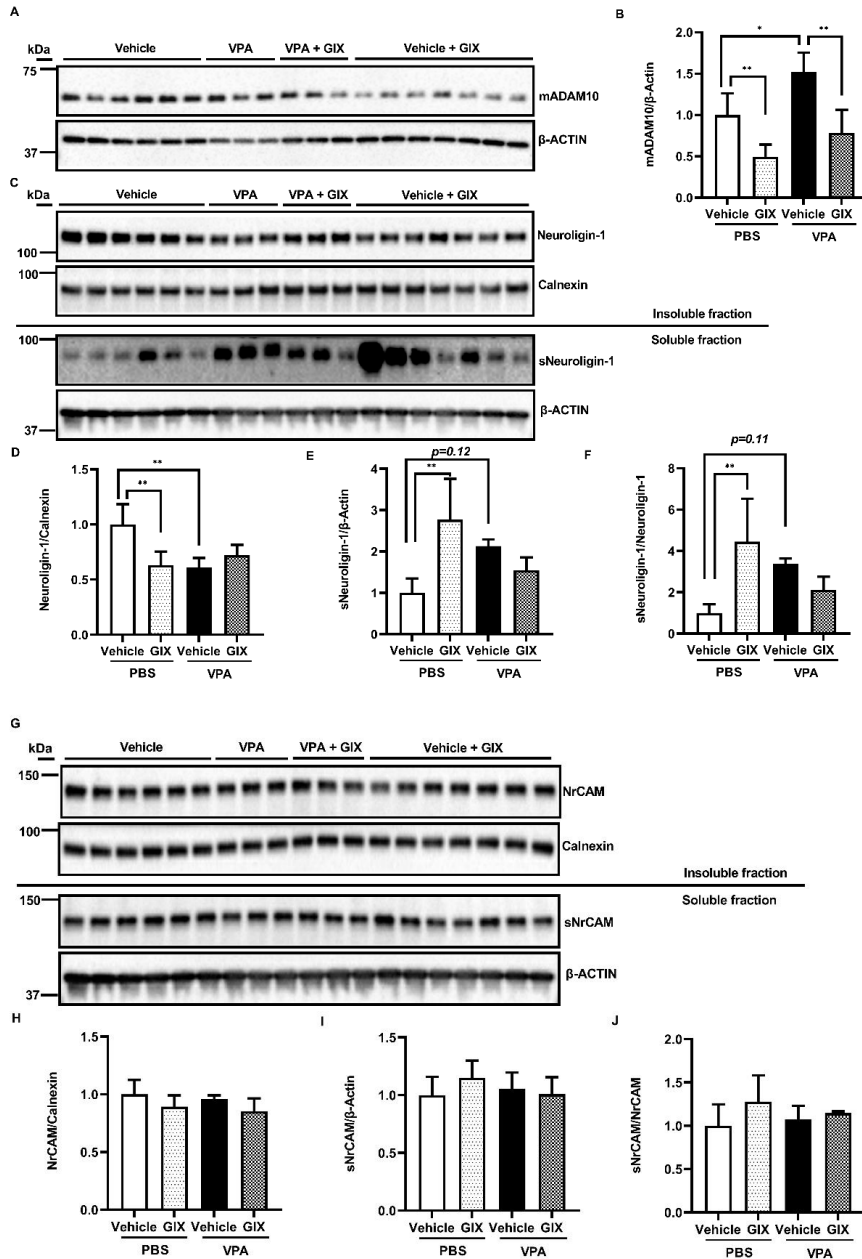 A
kDa Vehicle VPA VPA + GIX Vehicle + GIX
75
mADAM10
β-ACTIN
37
B
mADAM10/β-Actin
2.0
1.5
1.0
0.5
0.0
* ** **
Vehicle GIX Vehicle GIX
PBS VPA
C
kDa Vehicle VPA VPA + GIX Vehicle + GIX
Neuroligin-1
100
100
Calnexin
Insoluble fraction
Soluble fraction
100
sNeuroligin-1
β-ACTIN
37
D
Neuroligin-1/Calnexin
1.5
1.0
0.5
0.0
**
**
Vehicle GIX Vehicle GIX
PBS VPA
E
sNeuroligin-1/β-Actin
4
3
2
1
0
p=0.12
**
Vehicle GIX Vehicle GIX
PBS VPA
F
sNeuroligin-1/Neuroligin-1
8
6
4
2
0
p=0.11
**
Vehicle GIX Vehicle GIX
PBS VPA
G
kDa Vehicle VPA VPA + GIX Vehicle + GIX
150
NrCAM
100
Calnexin
Insoluble fraction
Soluble fraction
150
sNrCAM
β-ACTIN
37
H
NrCAM/Calnexin
1.5
1.0
0.5
0.0
Vehicle GIX Vehicle GIX
PBS VPA
I
sNrCAM/β-Actin
1.5
1.0
0.5
0.0
Vehicle GIX Vehicle GIX
PBS VPA
J
sNrCAM/NrCAM
2.0
1.5
1.0
0.5
0.0
Vehicle GIX Vehicle GIX
PBS VPA